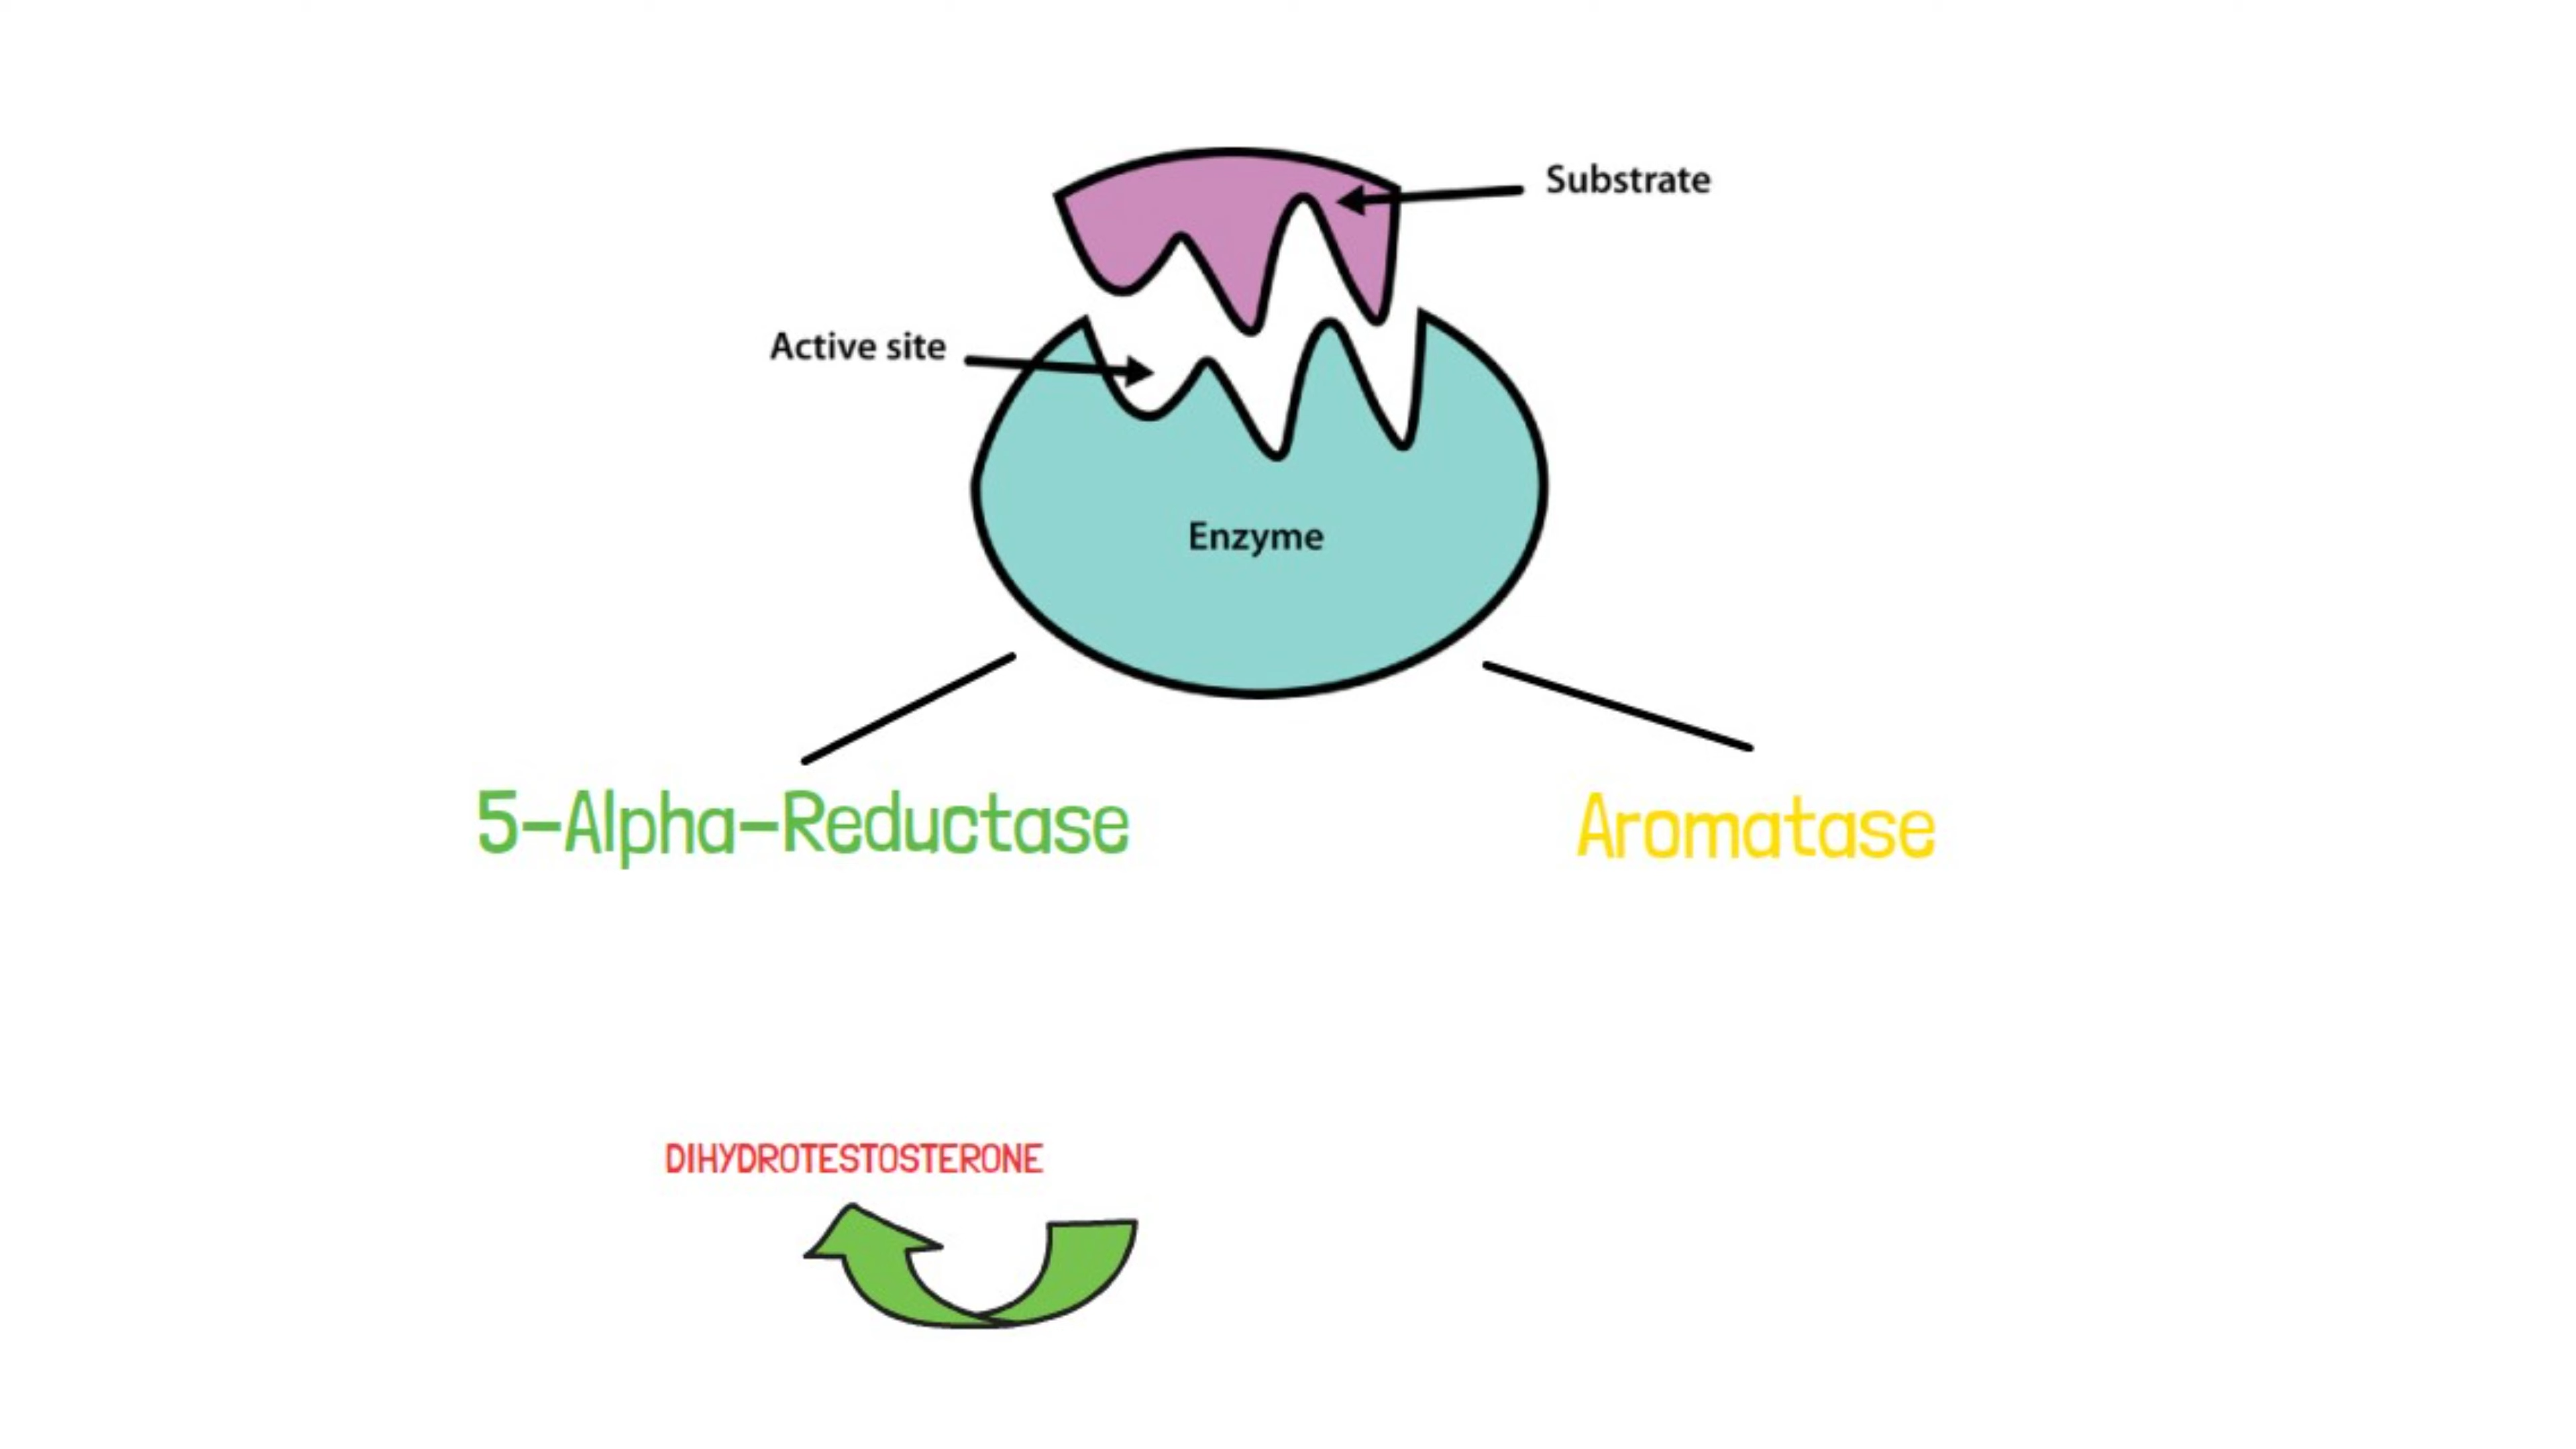 Substrate
Active site
Enzyme
5-Alpha-Reductase
Aromatase
DIHYDROTESTOSTERONE